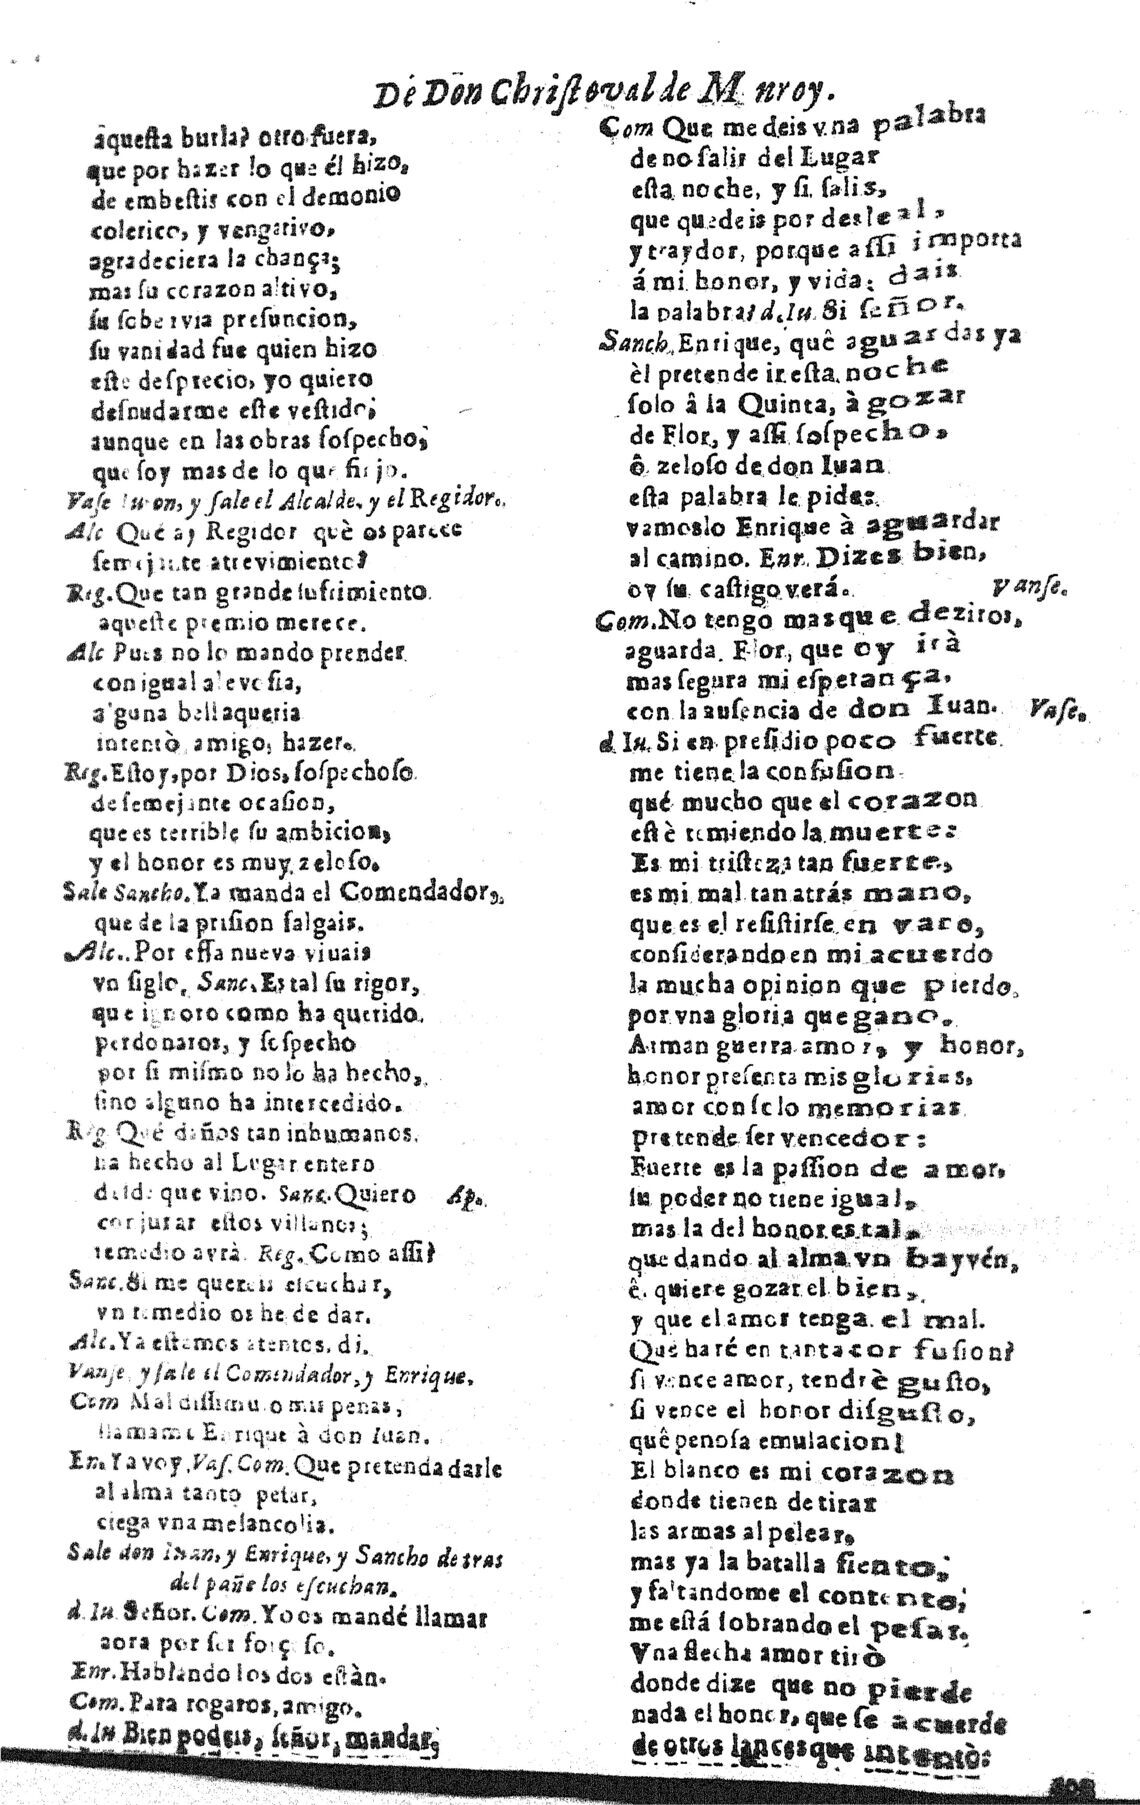 De Don Christoval de M nroy.
aquesta burla? otro fuera,
que por hazer lo que él hizo,
de embestir con el demonio
colerico, y vengativo,
agradeciera la chança;
mas su corazon altivo,
su sobervia presuncion,
su vanidad fue quien hizo
este desprecio, yo quiero
desnudarme este vestido;
aunque en las obras sospecho,
que soy mas de lo que finjo.
Vase y sale el Alcalde, y el Regidor.
Alc Qué ay Regidor què os parece
semejante atrevimiento?
Reg. Que tan grande sufrimiento
aqueste premio merece.
Alc Pues no lo mando prender
con igual alevosia,
alguna bellaqueria
intentò, amigo, hazer.
Reg. Estoy, por Dios, sospechoso
de semejante ocasion,
que es terrible su ambicion,
y el honor es muy zeloso.
Sale Sancho. Ya manda el Comendador,
que de la prision salgais.
Alc. Por essa nueva viuais
vn siglo. Sanc. Es tal su rigor,
que ignoro como ha querido
perdonaros, y sospecho
por si mismo no lo ha hecho,
sino alguno ha intercedido.
Reg Qué daños tan inhumanos
ha hecho al Lugar entero
desde que vino. Sanc. Quiero Ap.
conjurar estos villanos;
remedio avrà. Reg. Como assi?
Sanc. Si me quereis escuchar,
vn remedio os he de dar.
Alc. Ya estamos atentos, di.
Vanse, y sale el Comendador, y Enrique.
Com Mal dissimulo mis penas,
llamame Enrique à don Iuan.
En. Ya voy. Vas. Com. Que pretenda darle
al alma tanto pesar,
ciega vna melancolia.
Sale don Iuan, y Enrique, y Sancho detras
del paño los escuchan.
d. Iu. Señor. Com. Yo os mandé llamar
aora por ser forçoso.
Enr. Hablando los dos estàn.
Com. Para rogaros, amigo.
d. Iu Bien podeis, señor, mandar,
Com Que me deis vna palabra
de no salir del Lugar
esta noche, y si salis,
que quedeis por desleal,
y traydor, porque assi importa
á mi honor, y vida: dais
la palabra? d. Iu. Si señor.
Sanch. Enrique, quê aguardas ya
èl pretende ir esta noche
solo â la Quinta, à gozar
de Flor, y assi sospecho,
ô zeloso de don Iuan
esta palabra le pide:
vamoslo Enrique à aguardar
al camino. Enr. Dizes bien,
oy su castigo verá. Vanse.
Com. No tengo mas que deziros,
aguarda Flor, que oy irà
mas segura mi esperança,
con la ausencia de don Iuan. Vase.
d Iu. Si en presidio poco fuerte
me tiene la confusion
qué mucho que el corazon
estè temiendo la muerte:
Es mi tristeza tan fuerte,
es mi mal tan atrás mano,
que es el resistirse en vano,
considerando en mi acuerdo
la mucha opinion que pierdo,
por vna gloria que gano.
Arman guerra amor, y honor,
honor presenta mis glorias,
amor con selo memorias
pretende ser vencedor:
Fuerte es la passion de amor,
su poder no tiene igual,
mas la del honor es tal,
que dando al alma vn bayvén,
ê. quiere gozar el bien,
y que el amor tenga el mal.
Qué haré en tanta confusion?
si vence amor, tendrè gusto,
si vence el honor disgusto,
quê penosa emulacion!
El blanco es mi corazon
donde tienen de tirar
las armas al pelear,
mas ya la batalla siento;
y faltandome el contento;
me está sobrando el pesar.
Vna flecha amor tirò
donde dize que no pierde
nada el honor, que se acuerde
de otros lances que intentò: